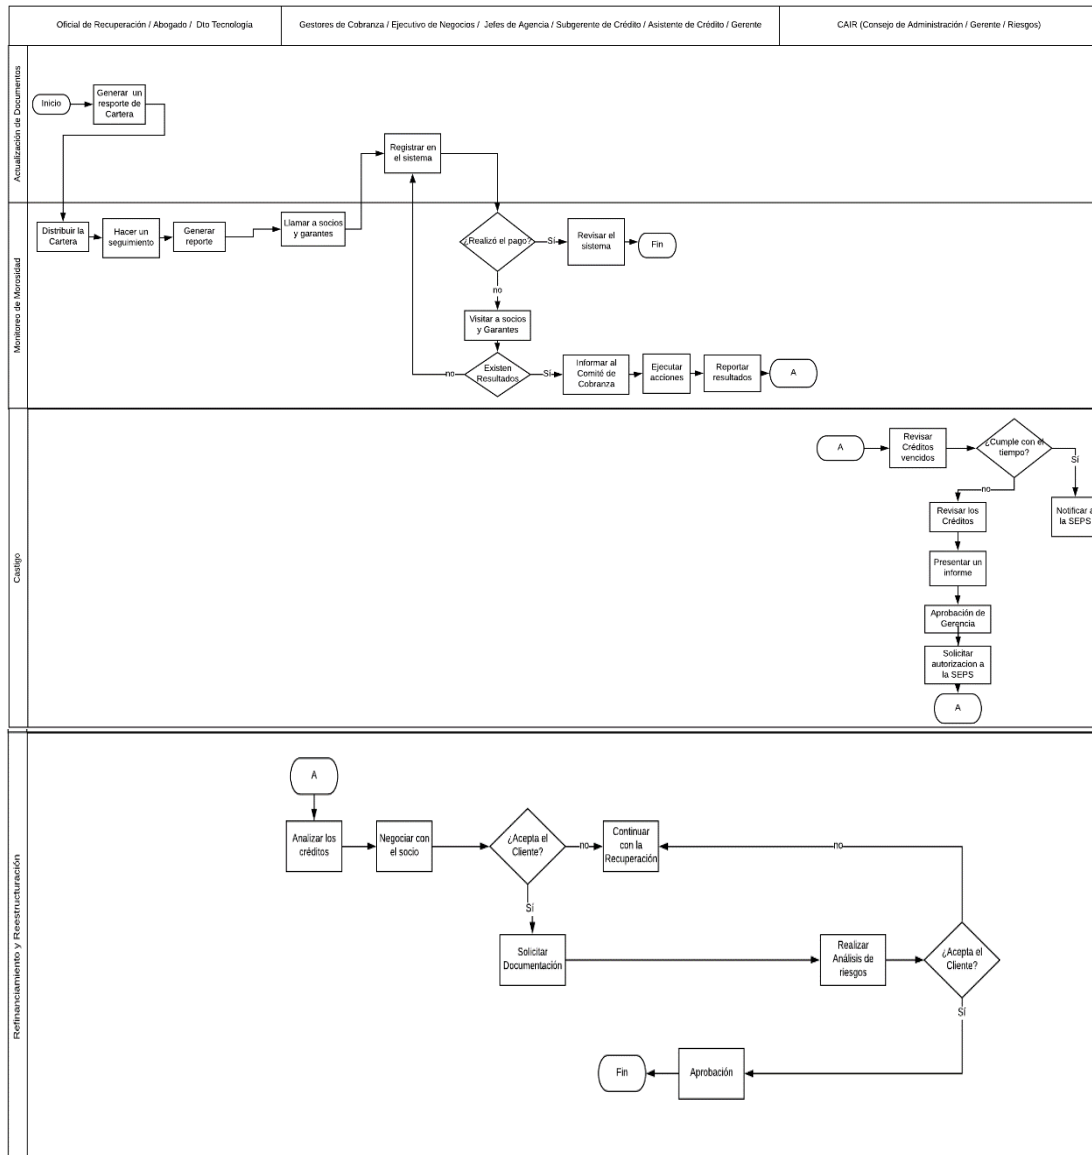 Oficial de Recuperación / Abogado / Dto Tecnología
Gestores de Cobranza / Ejecutivo de Negocios / Jefes de Agencia / Subgerente de Crédito / Asistente de Crédito / Gerente
CAIR (Consejo de Administración / Gerente / Riesgos)
Actualización de Documentos
Inicio
Generar un
resporte de
Cartera
Registrar en
el sistema
Monitoreo de Morosidad
Distribuir la
Cartera
Hacer un
seguimiento
Generar
reporte
Llamar a socios
y garantes
¿Realizó el pago?
Sí
Revisar el
sistema
Fin
no
Visitar a socios
y Garantes
no
Existen
Resultados
Sí
Informar al
Comité de
Cobranza
Ejecutar
acciones
Reportar
resultados
A
Castigo
A
Revisar
Créditos
vencidos
¿Cumple con el
tiempo?
Sí
no
Revisar los
Créditos
Notificar a
la SEPS
Presentar un
informe
Aprobación de
Gerencia
Solicitar
autorizacion a
la SEPS
A
Refinanciamiento y Reestructuración
A
Analizar los
créditos
Negociar con
el socio
¿Acepta el
Cliente?
no
Continuar
con la
Recuperación
no
Sí
Solicitar
Documentación
Realizar
Análisis de
riesgos
¿Acepta el
Cliente?
Sí
Fin
Aprobación